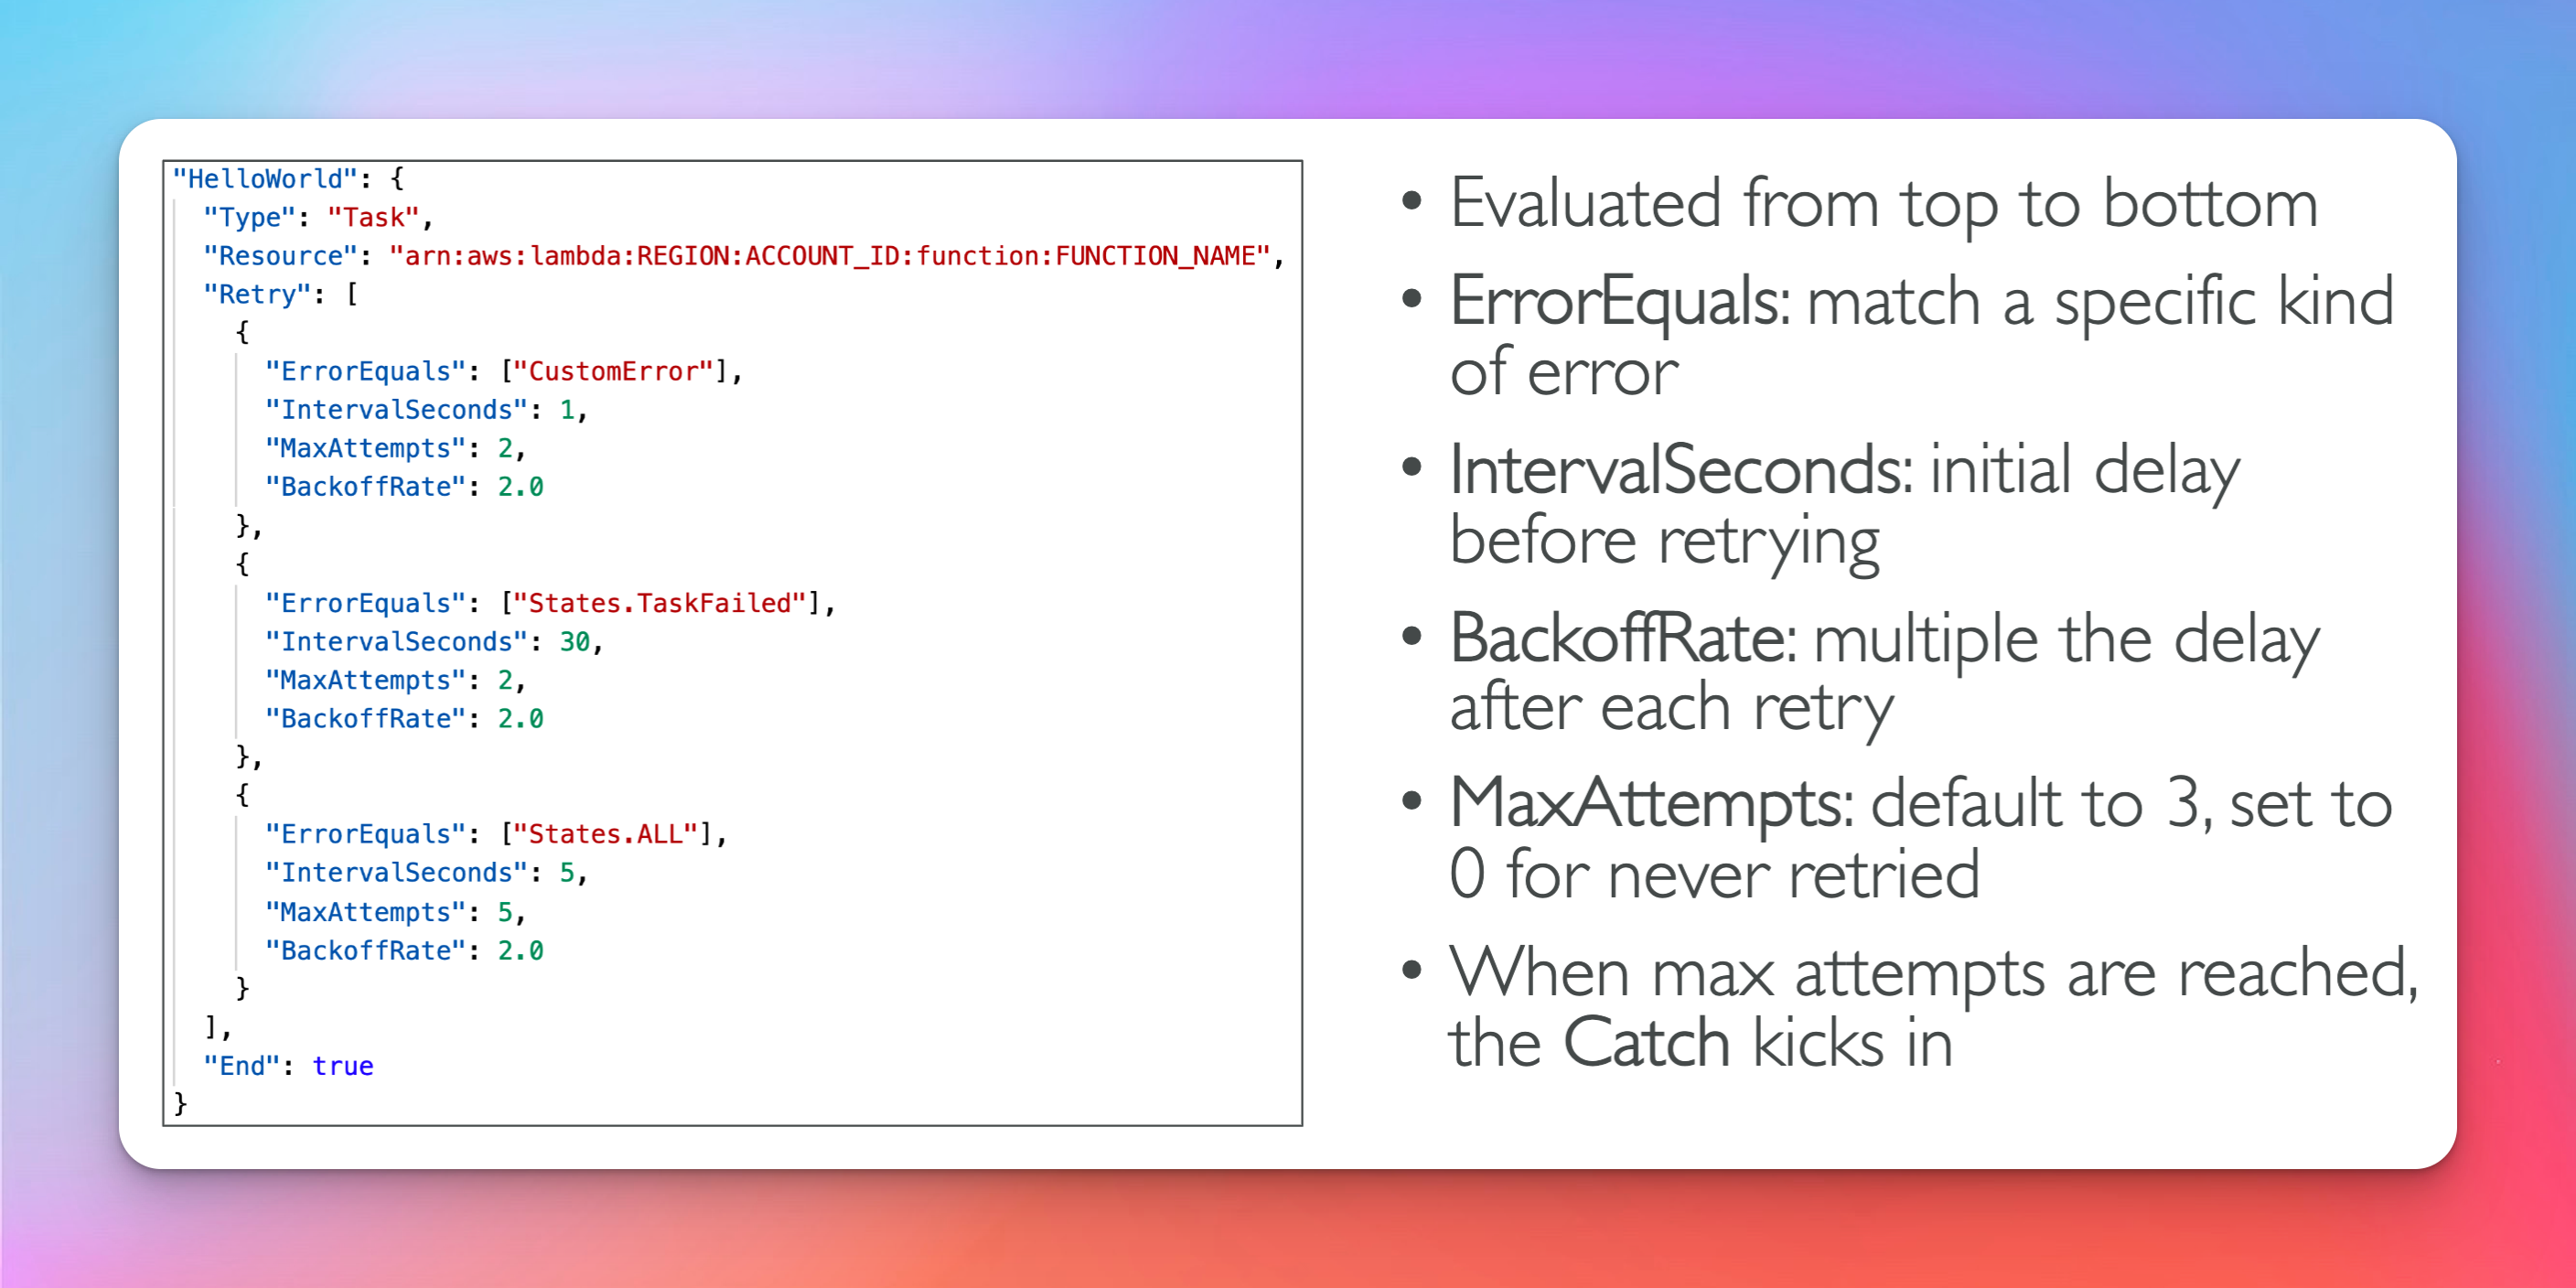 "HelloWorld": {
"Type": "Task",
"Resource": "arn:aws:lambda:REGION:ACCOUNT_ID:function:FUNCTION_NAME",
"Retry": [
{
"ErrorEquals": ["CustomError"],
"IntervalSeconds": 1,
"MaxAttempts": 2,
"BackoffRate": 2.0
},
{
"ErrorEquals": ["States.TaskFailed"],
"IntervalSeconds": 30,
"MaxAttempts": 2,
"BackoffRate": 2.0
},
{
"ErrorEquals": ["States.ALL"],
"IntervalSeconds": 5,
"MaxAttempts": 5,
"BackoffRate": 2.0
}
],
"End": true
}
• Evaluated from top to bottom
• ErrorEquals: match a specific kind
of error
• IntervalSeconds: initial delay
before retrying
• BackoffRate: multiple the delay
after each retry
• MaxAttempts: default to 3, set to
0 for never retried
• When max attempts are reached,
the Catch kicks in